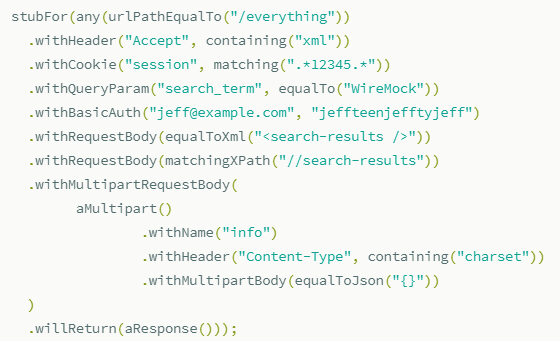 stubFor(any(urlPathEqualTo("/everything"))
  .withHeader("Accept", containing("xml"))
  .withCookie("session", matching(".*12345.*"))
  .withQueryParam("search_term", equalTo("WireMock"))
  .withBasicAuth("jeff@example.com", "jeffteenjefftyjeff")
  .withRequestBody(equalToXml("<search-results />"))
  .withRequestBody(matchingXPath("//search-results"))
  .withMultipartRequestBody(
        aMultipart()
                .withName("info")
                .withHeader("Content-Type", containing("charset"))
                .withMultipartBody(equalToJson("{}"))
  )
  .willReturn(aResponse()));